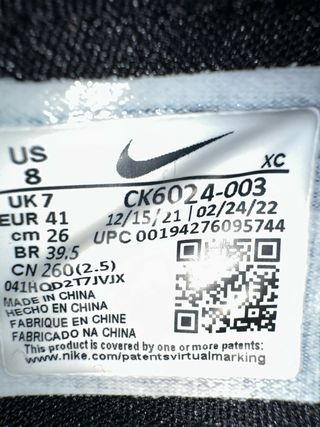 US
8
XC
UK 7
CK6024-003
EUR 41
12/15/21 | 02/24/22
cm 26
UPC 00194276095744
BR 39.5
CN 260(2.5)
041HQD2T7JVJX
MADE IN CHINA
HECHO EN CHINA
FABRIQUE EN CHINE
FABRICADO NA CHINA
This product is covered by one or more patents:
www.nike.com/patentsvirtualmarking